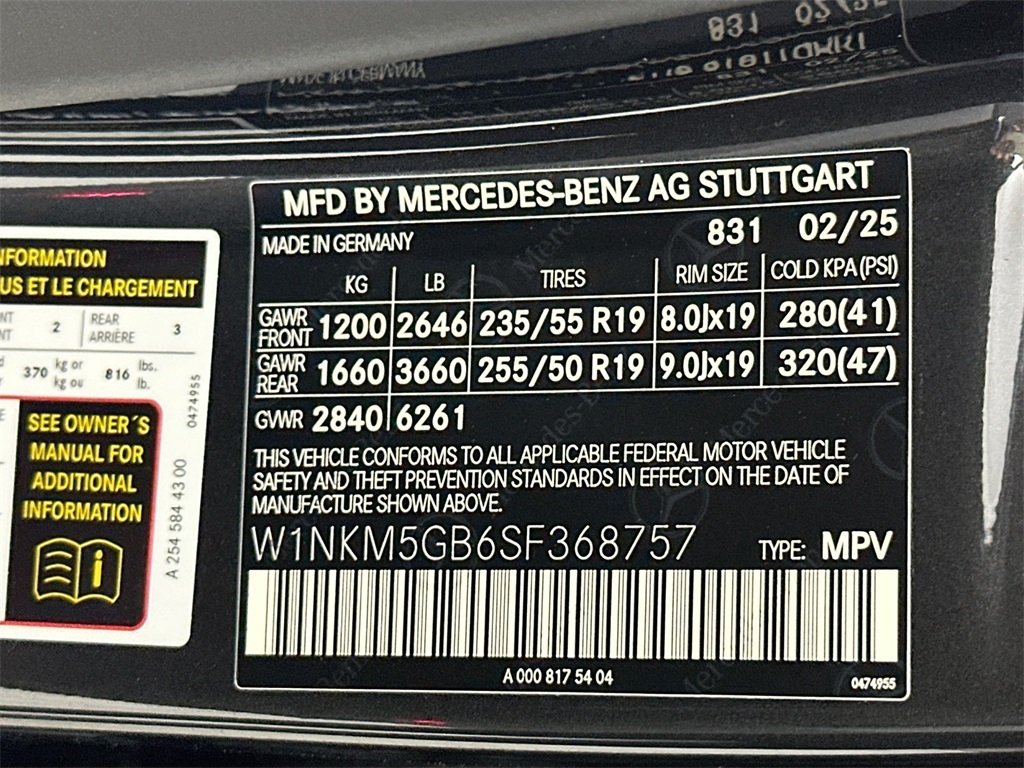 MFD BY MERCEDES-BENZ AG STUTTGART
MADE IN GERMANY 831 02/25
KG LB TIRES RIM SIZE COLD KPA (PSI)
GAWR FRONT 1200 2646 235/55 R19 8.0Jx19 280(41)
GAWR REAR 1660 3660 255/50 R19 9.0Jx19 320(47)
GVWR 2840 6261
THIS VEHICLE CONFORMS TO ALL APPLICABLE FEDERAL MOTOR VEHICLE
SAFETY AND THEFT PREVENTION STANDARDS IN EFFECT ON THE DATE OF
MANUFACTURE SHOWN ABOVE.
W1NKM5GB6SF368757 TYPE: MPV
A 000 817 54 04 0474955
NFORMATION
US ET LE CHARGEMENT
2 REAR 3
ARRIÈRE
370 kg or 816 lbs.
kg ou lb.
SEE OWNER´S
MANUAL FOR
ADDITIONAL
INFORMATION
0474955
A 254 584 43 00